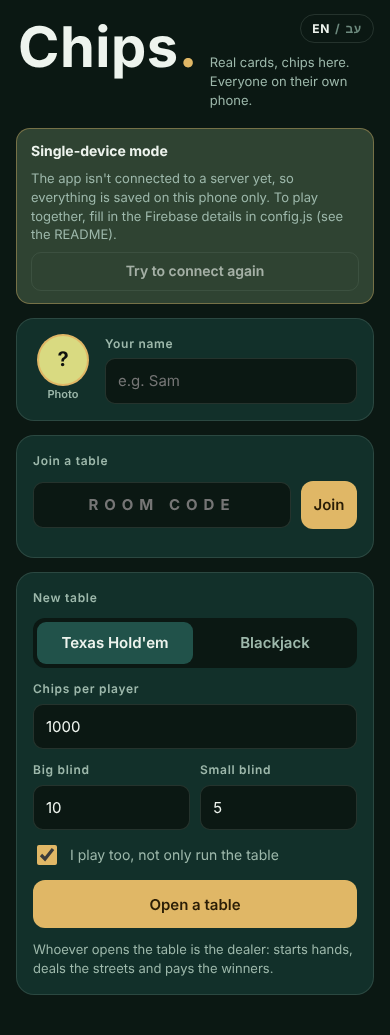 Chips.
EN / עב
Real cards, chips here.
Everyone on their own
phone.
Single-device mode
The app isn't connected to a server yet, so
everything is saved on this phone only. To play
together, fill in the Firebase details in config.js (see
the README).
Try to connect again
?
Photo
Your name
e.g. Sam
Join a table
ROOM CODE
Join
New table
Texas Hold'em
Blackjack
Chips per player
1000
Big blind
Small blind
10
5
I play too, not only run the table
Open a table
Whoever opens the table is the dealer: starts hands,
deals the streets and pays the winners.